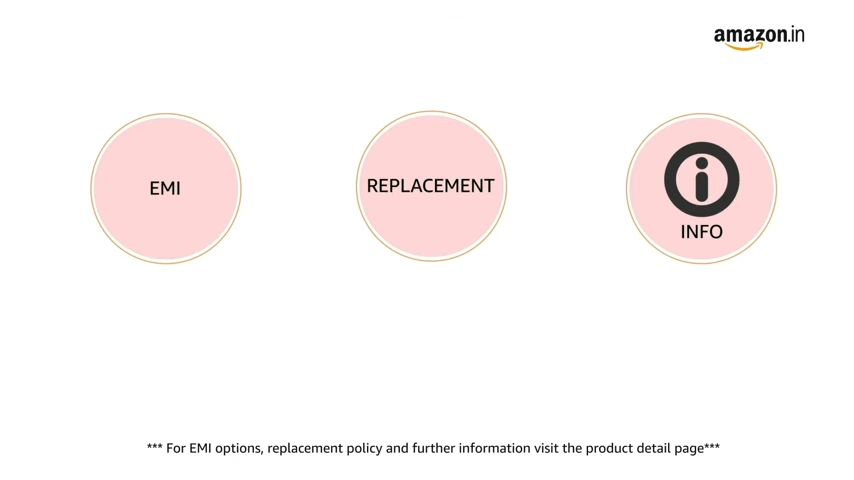 amazon.in
EMI
REPLACEMENT
INFO
*** For EMI options, replacement policy and further information visit the product detail page***